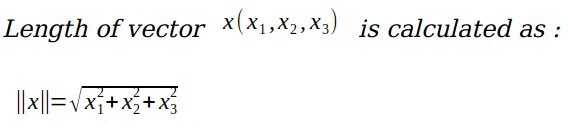 Length of vector x(x₁,x₂,x₃) is calculated as :
||x||=√x₁²+x₂²+x₃²